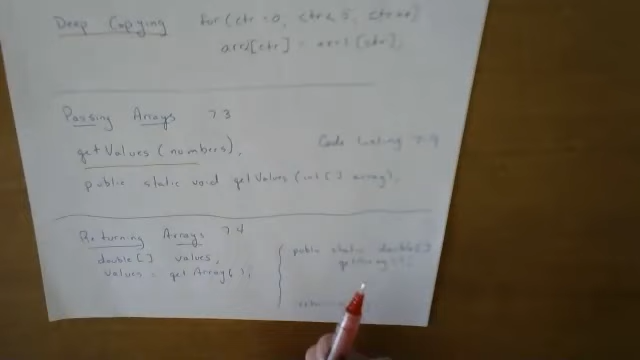 Deep Copying for (ctr = 0, ctr < 5, ctr++)
arr2[ctr] = arr1[ctr];
Passing Arrays 7.3
getValues (numbers);
Code Listing 7-9
public static void getValues (int[] array);
Returning Arrays 7.4
double[] values,
values = getArray();
public static double[]
getArray()